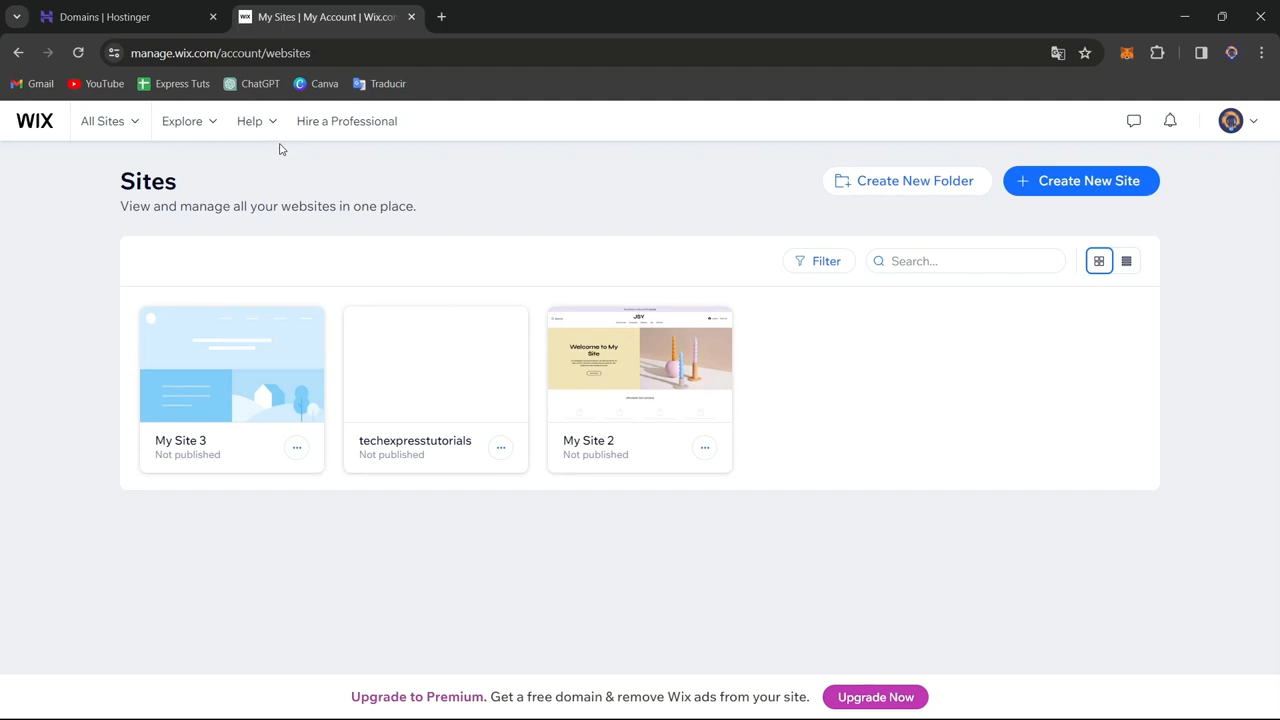 Domains | Hostinger
WIX My Sites | My Account | Wix.co
manage.wix.com/account/websites
Gmail YouTube Express Tuts ChatGPT Canva Traducir
WIX All Sites Explore Help Hire a Professional
Sites
View and manage all your websites in one place.
Create New Folder
Create New Site
Filter
Search...
JSY
Welcome to My
Site
My Site 3
Not published
techexpresstutorials
Not published
My Site 2
Not published
Upgrade to Premium. Get a free domain & remove Wix ads from your site. Upgrade Now